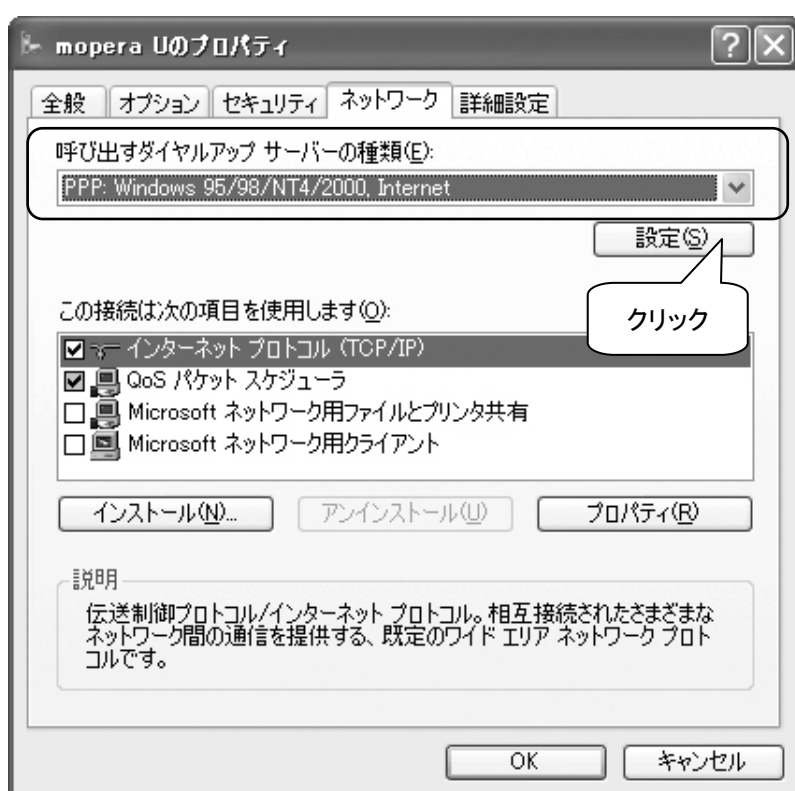 mopera Uのプロパティ
全般 オプション セキュリティ ネットワーク 詳細設定
呼び出すダイヤルアップ サーバーの種類(E):
PPP: Windows 95/98/NT4/2000, Internet
設定(S)
クリック
この接続は次の項目を使用します(O):
インターネット プロトコル (TCP/IP)
QoS パケット スケジューラ
Microsoft ネットワーク用ファイルとプリンタ共有
Microsoft ネットワーク用クライアント
インストール(N)... アンインストール(U) プロパティ(R)
説明
伝送制御プロトコル/インターネット プロトコル。相互接続されたさまざまな
ネットワーク間の通信を提供する、既定のワイド エリア ネットワーク プロト
コルです。
OK キャンセル